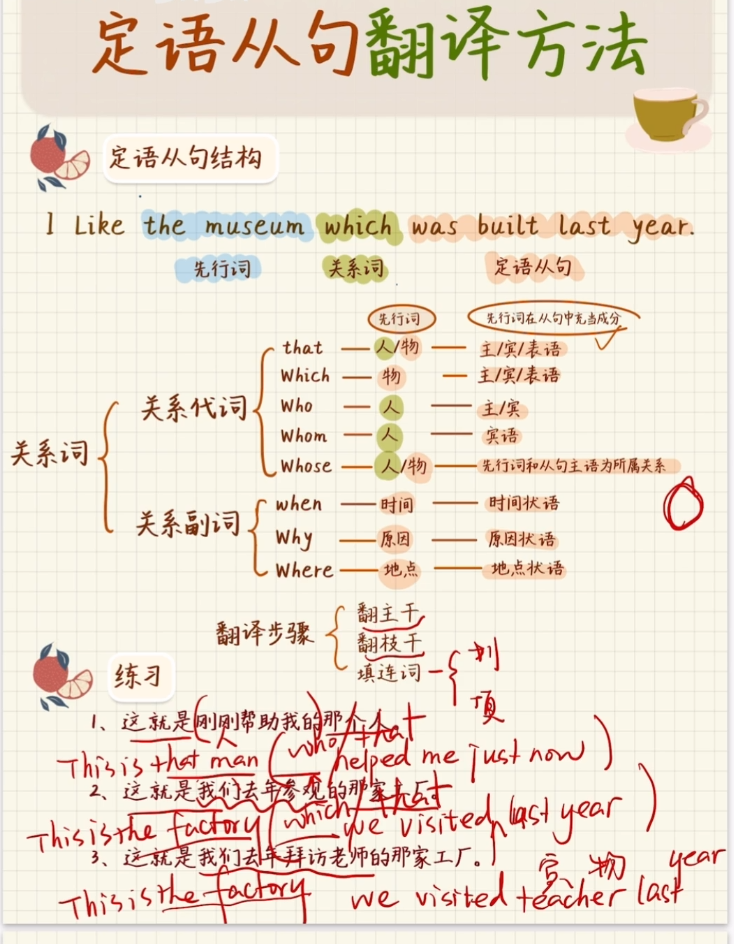 定语从句翻译方法
定语从句结构
I Like the museum which was built last year.
先行词 关系词 定语从句
先行词 先行词在从句中充当成分
关系词
关系代词
that — 人/物 — 主/宾/表语
Which — 物 — 主/宾/表语
Who — 人 — 主/宾
Whom — 人 — 宾语
Whose — 人/物 — 先行词和从句主语为所属关系
关系副词
when — 时间 — 时间状语
Why — 原因 — 原因状语
Where — 地点 — 地点状语
翻译步骤
翻主干
翻枝干
填连词
练习
1、这就是刚刚帮助我的那个人
人
This is that man (who/that helped me just now)
2、这就是我们去年参观的那家工厂
This is the factory (which/that we visited last year)
3、这就是我们去年拜访老师的那家工厂。
宾 物
This is the factory we visited teacher last year